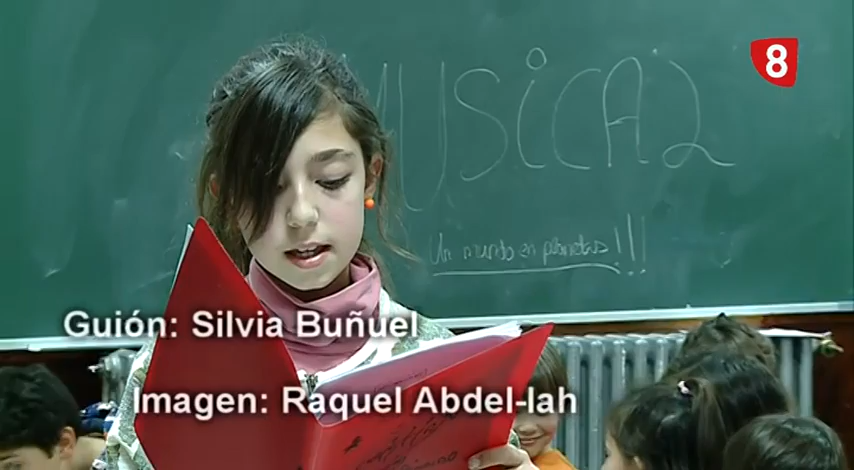 8
MUSICA2
Un mundo en planetas!!!
Guión: Silvia Buñuel
Imagen: Raquel Abdel-lah